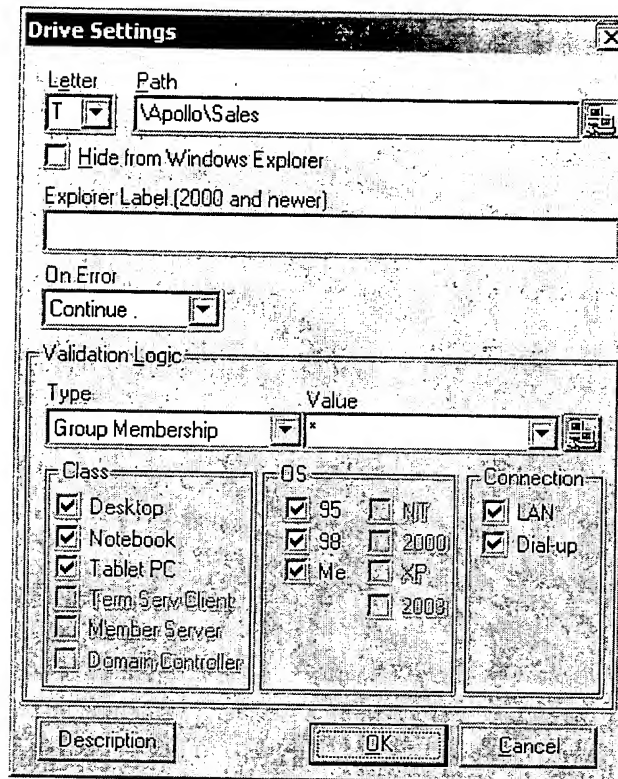 Drive Settings
Letter Path
T \Apollo\Sales
Hide from Windows Explorer
Explorer Label (2000 and newer)
On Error
Continue
Validation Logic
Type Value
Group Membership *
Class OS Connection
Desktop 95 NT LAN
Notebook 98 2000 Dial-up
Tablet PC Me XP
Term Serv Client 2003
Member Server
Domain Controller
Description OK Cancel